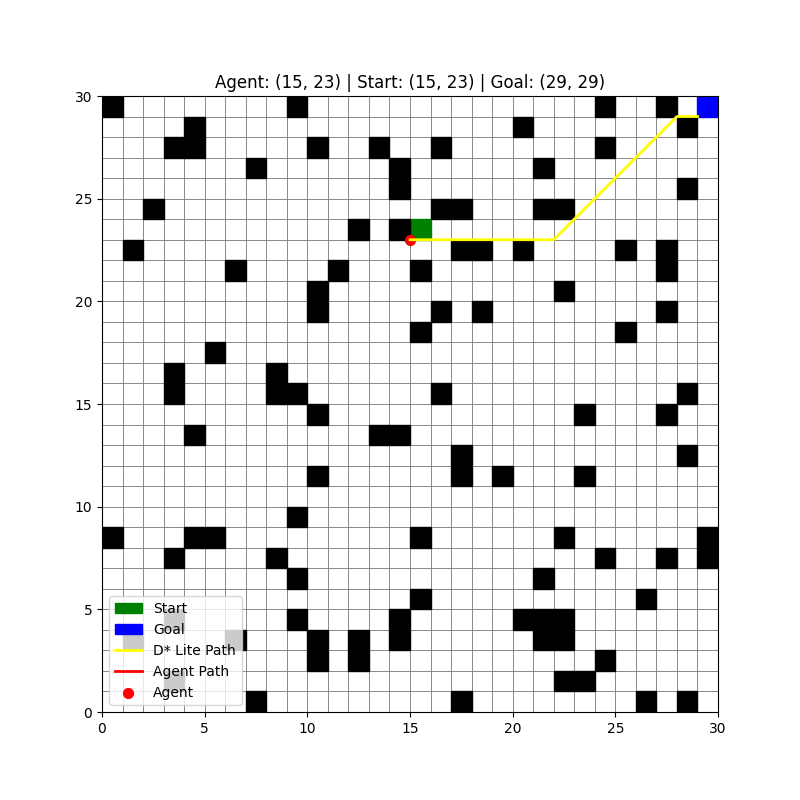 Agent: (15, 23) | Start: (15, 23) | Goal: (29, 29)
30
25
20
15
10
5
0
Start
Goal
D* Lite Path
Agent Path
Agent
0 5 10 15 20 25 30